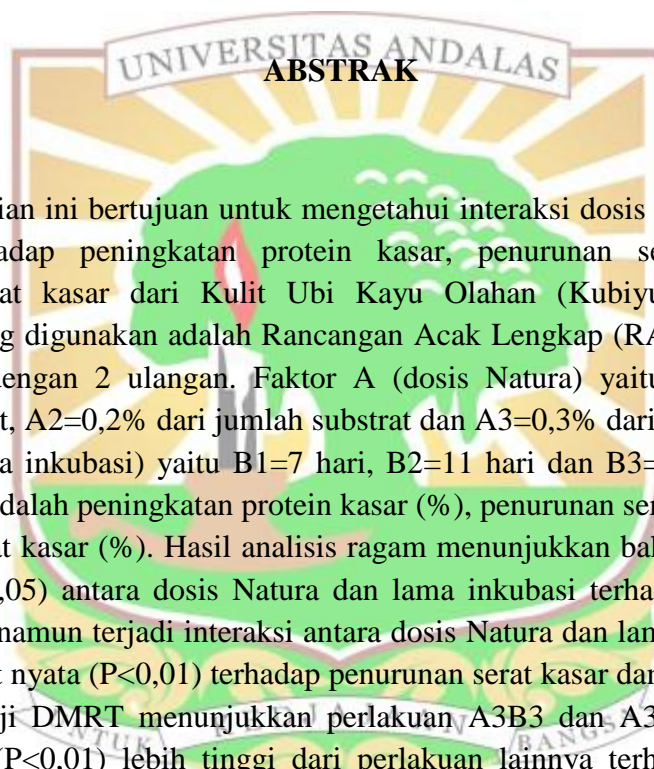 UNIVERSITAS ANDALAS
ABSTRAK
ini bertujuan untuk mengetahui interaksi dosis
peningkatan protein kasar, penurunan
kasar dari Kulit Ubi Kayu Olahan (Kubiyu
digunakan adalah Rancangan Acak Lengkap (RA
dengan 2 ulangan. Faktor A (dosis Natura) yaitu
t, A2=0,2% dari jumlah substrat dan A3=0,3% dari
a inkubasi) yaitu B1=7 hari, B2=11 hari dan B3=
dalah peningkatan protein kasar (%), penurunan ser
at kasar (%). Hasil analisis ragam menunjukkan bah
,05) antara dosis Natura dan lama inkubasi terha
namun terjadi interaksi antara dosis Natura dan lam
t nyata (P<0,01) terhadap penurunan serat kasar dan
ji DMRT menunjukkan perlakuan A3B3 dan A3
(P<0,01) lebih tinggi dari perlakuan lainnya terh
UNTUK KEDJAJAAN BANGSA